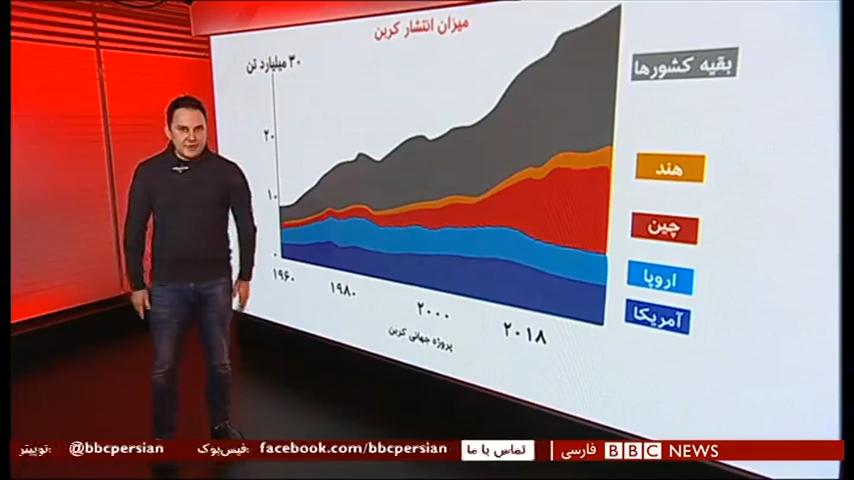 میزان انتشار کربن
۳۰ میلیارد تن
۲۰
۱۰
۰
۱۹۶۰
۱۹۸۰
۲۰۰۰
۲۰۱۸
پروژه جهانی کربن
بقیه کشورها
هند
چین
اروپا
آمریکا
BBC NEWS فارسی
تماس با ما
facebook.com/bbcpersian فیس‌بوک:
@bbcpersian توییتر: